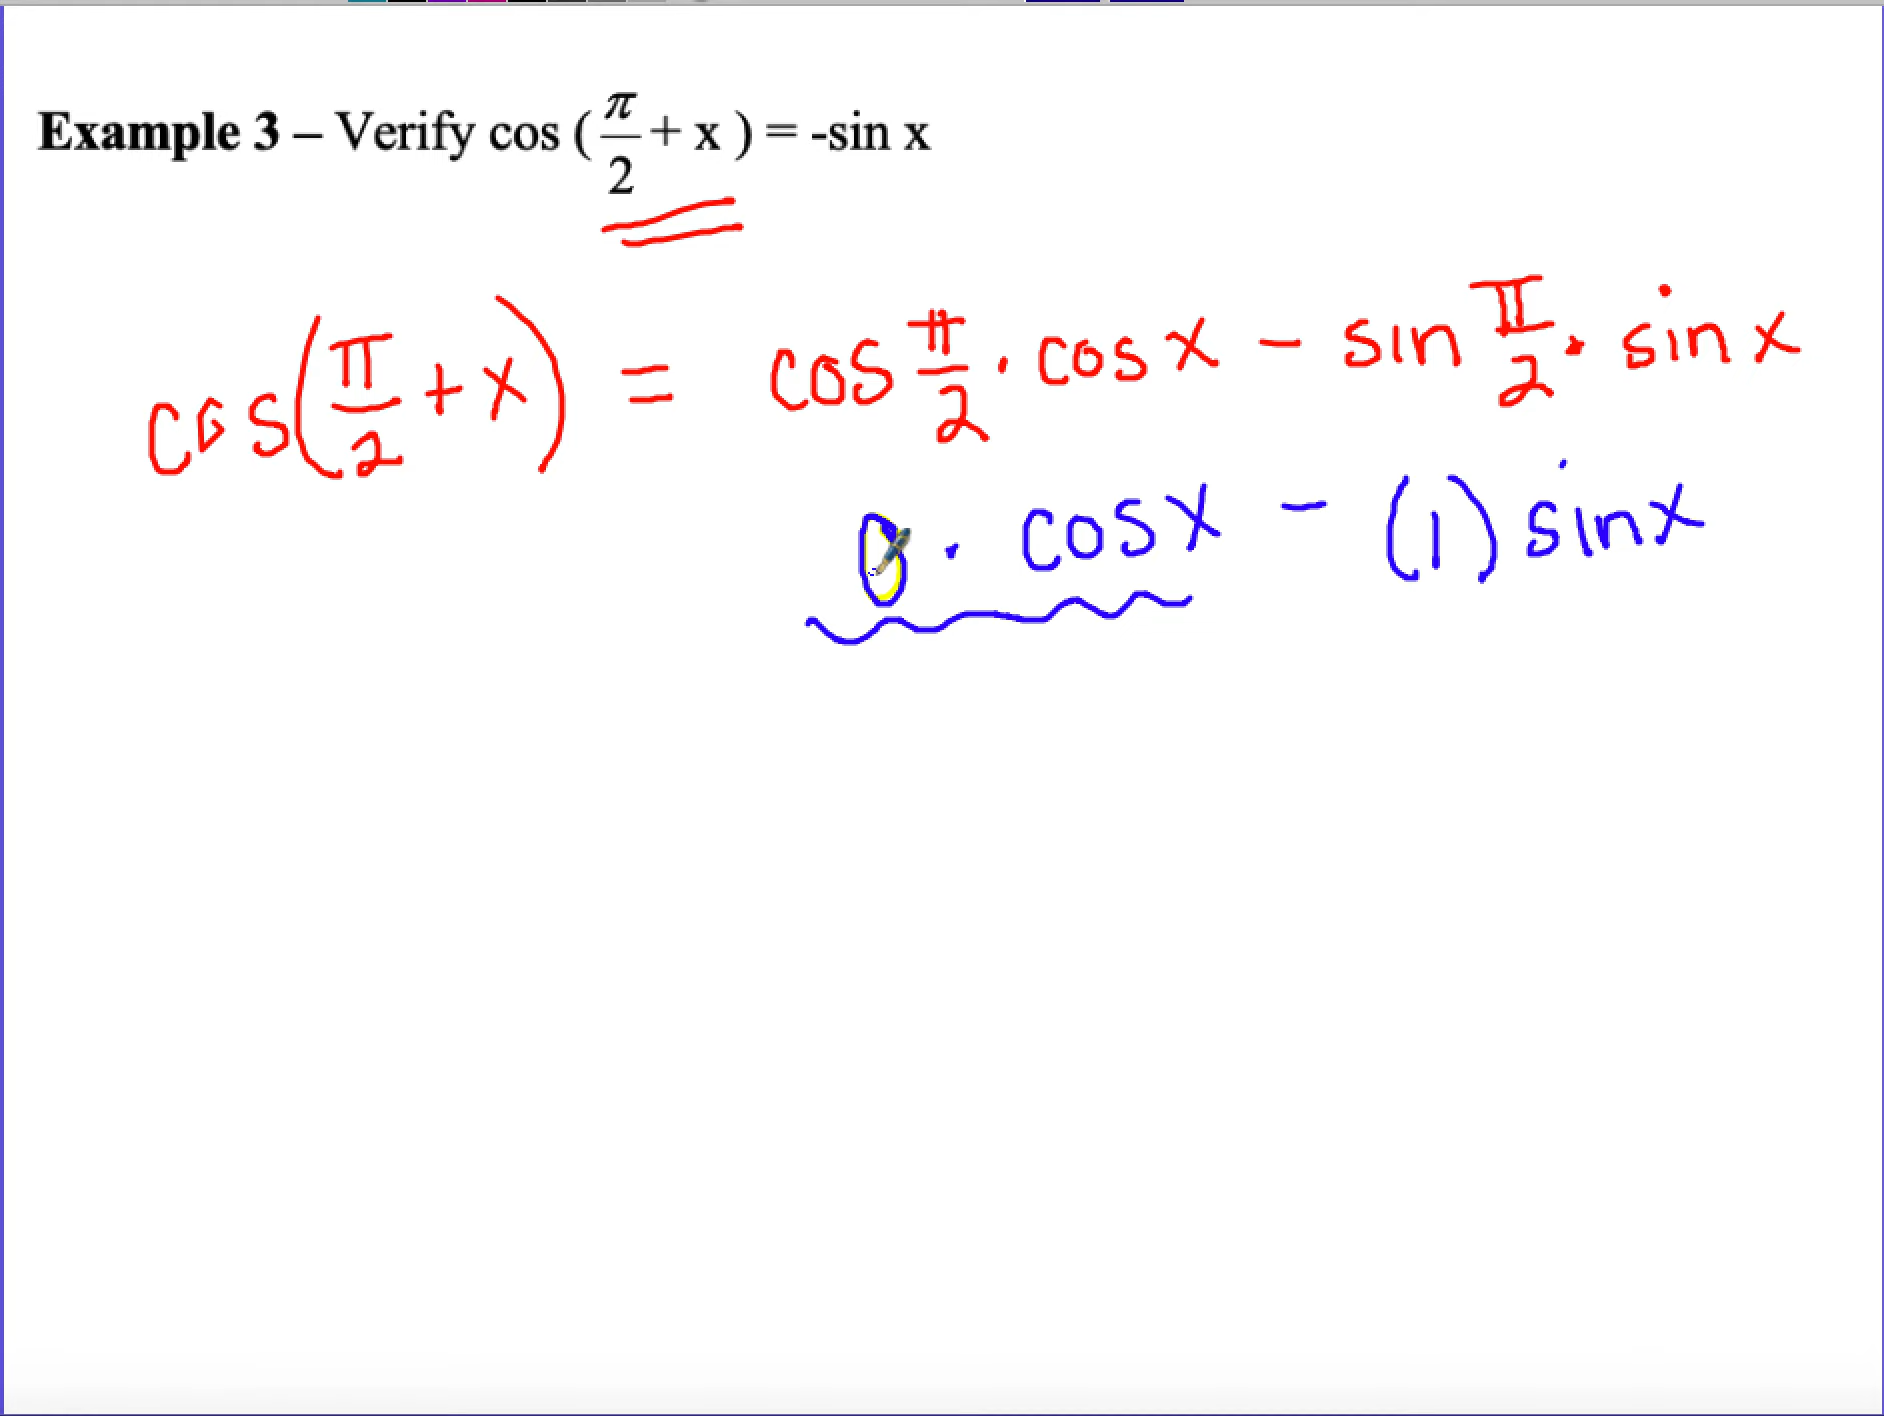 Example 3 – Verify cos (π/2 + x ) = -sin x
cos(π/2 + x) = cos π/2 · cos x − sin π/2 · sin x
0 · cos x − (1) sin x